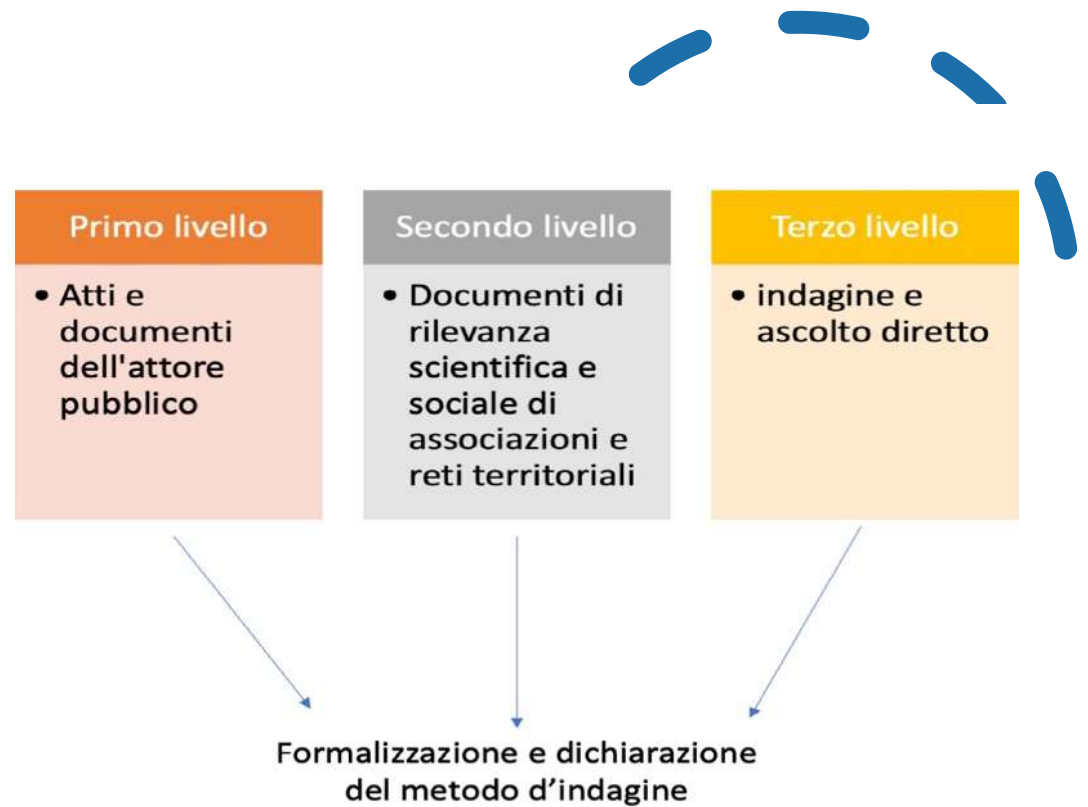 Primo livello
• Atti e
documenti
dell'attore
pubblico
Secondo livello
• Documenti di
rilevanza
scientifica e
sociale di
associazioni e
reti territoriali
Terzo livello
• indagine e
ascolto diretto
Formalizzazione e dichiarazione
del metodo d’indagine